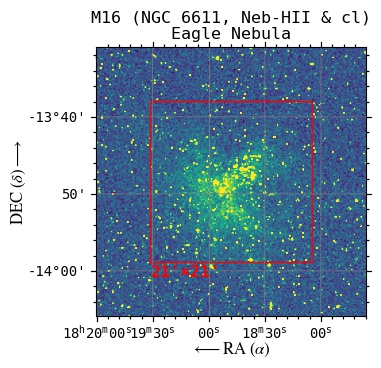 M16 (NGC 6611, Neb-HII & cl)
Eagle Nebula
-13°40'
50'
-14°00'
DEC (δ) ⟶
21'×21'
18ʰ20ᵐ00ˢ 19ᵐ30ˢ 00ˢ 18ᵐ30ˢ 00ˢ
⟵ RA (α)